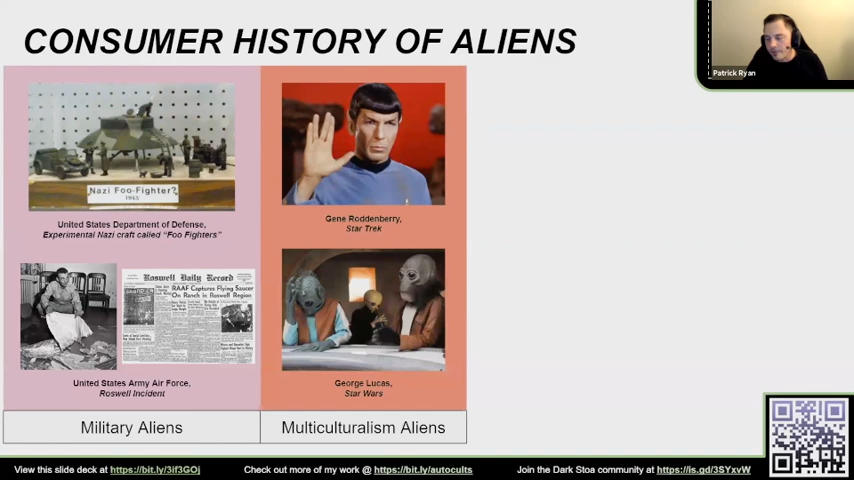 CONSUMER HISTORY OF ALIENS
Patrick Ryan
Nazi Foo-Fighter?
1943
United States Department of Defense,
Experimental Nazi craft called "Foo Fighters"
Gene Roddenberry,
Star Trek
Roswell Daily Record
RAAF Captures Flying Saucer
On Ranch in Roswell Region
United States Army Air Force,
Roswell Incident
George Lucas,
Star Wars
Military Aliens
Multiculturalism Aliens
View this slide deck at https://bit.ly/3if3GOj
Check out more of my work @ https://bit.ly/autocults
Join the Dark Stoa community at https://is.gd/3SYxvW